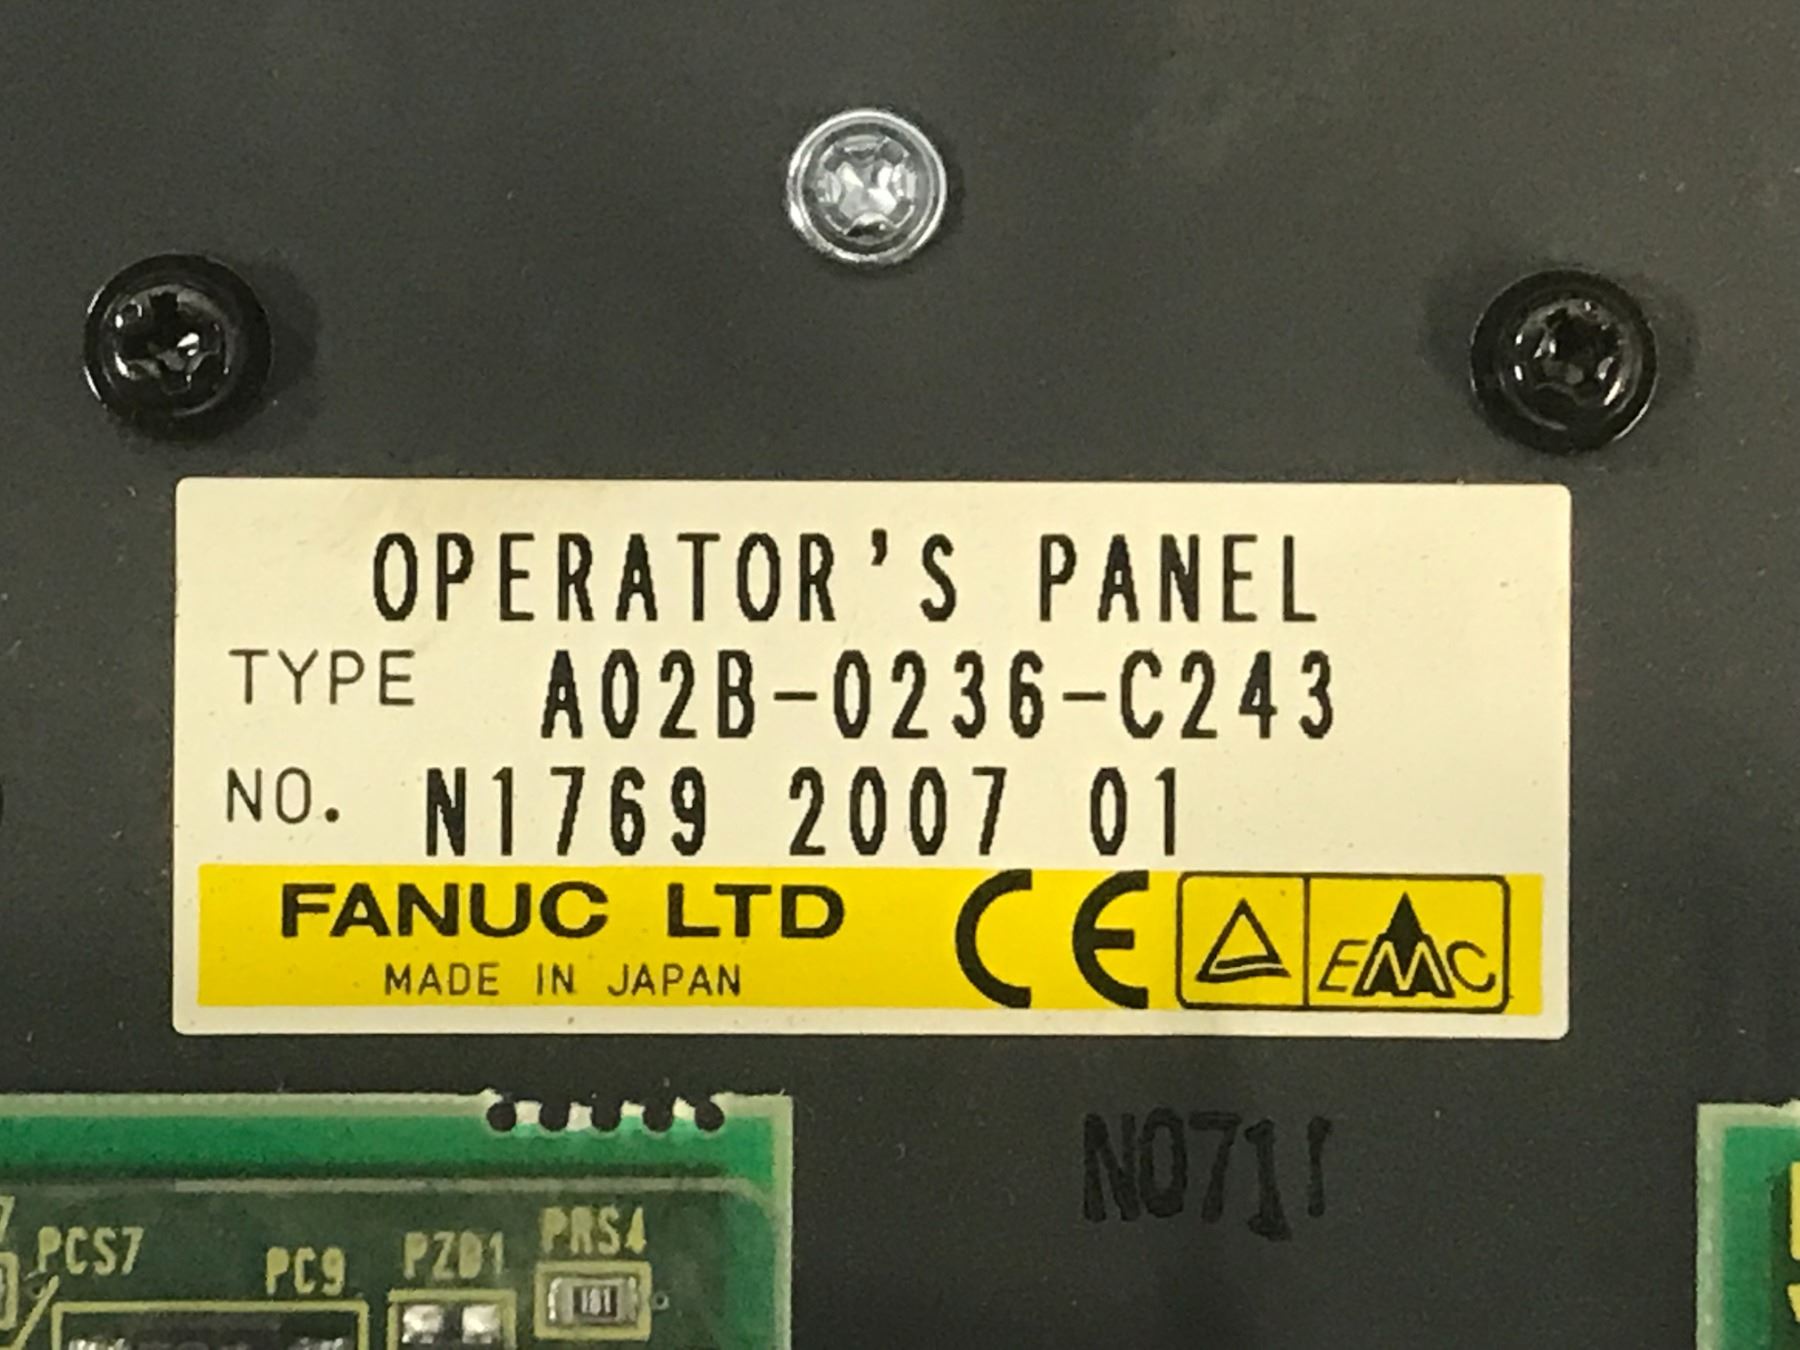 OPERATOR'S PANEL
TYPE A02B-0236-C243
NO. N1769 2007 01
FANUC LTD CE EMC
MADE IN JAPAN
N0711
PCS7 PC9 PZD1 PRS4
181